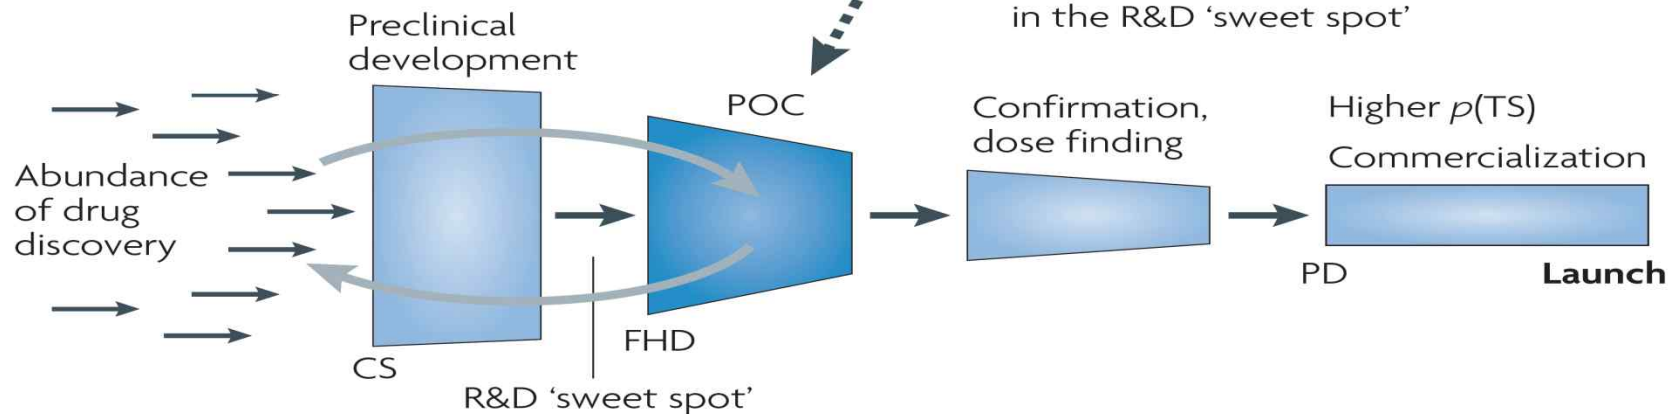 in the R&D ‘sweet spot’
Preclinical
development
POC
Confirmation,
dose finding
Higher p(TS)
Commercialization
Abundance
of drug
discovery
CS
FHD
PD
Launch
R&D ‘sweet spot’